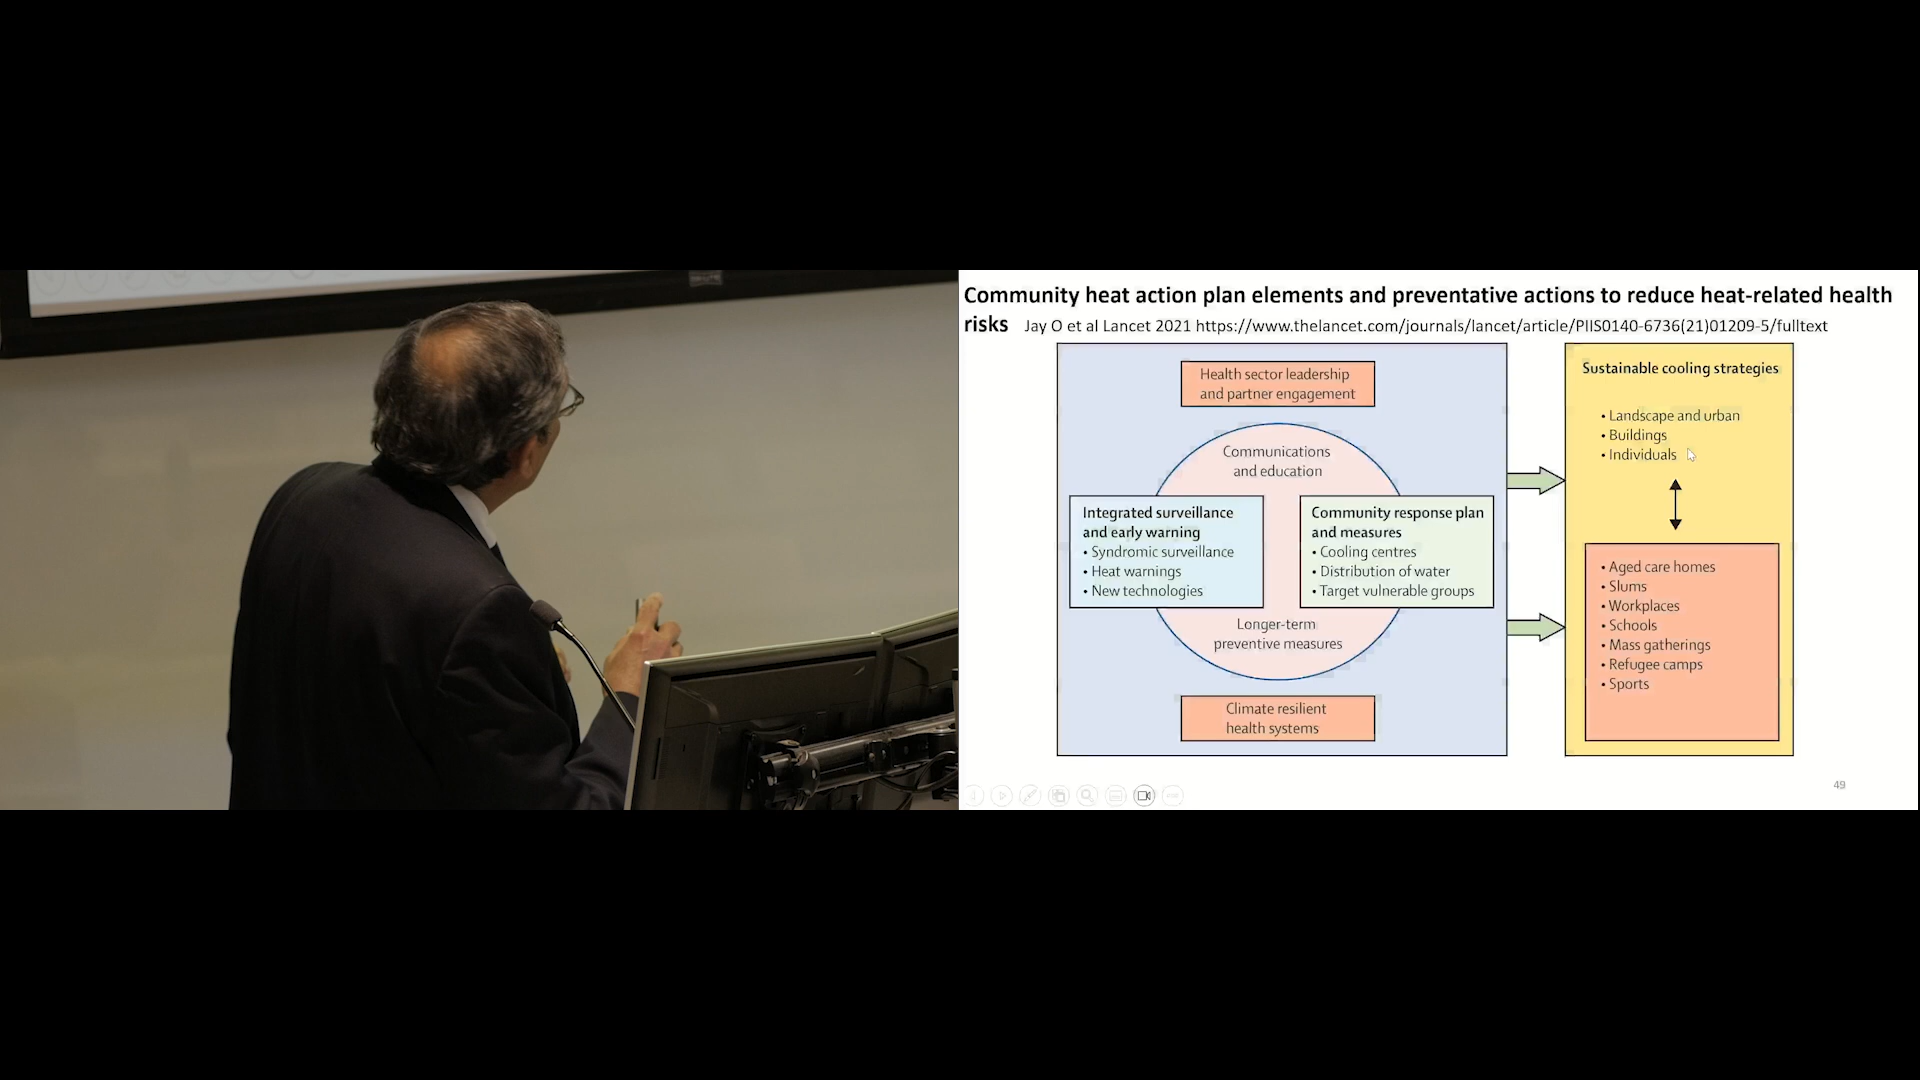 Community heat action plan elements and preventative actions to reduce heat-related health
risks Jay O et al Lancet 2021 https://www.thelancet.com/journals/lancet/article/PIIS0140-6736(21)01209-5/fulltext
Health sector leadership
and partner engagement
Communications
and education
Integrated surveillance
and early warning
• Syndromic surveillance
• Heat warnings
• New technologies
Community response plan
and measures
• Cooling centres
• Distribution of water
• Target vulnerable groups
Longer-term
preventive measures
Climate resilient
health systems
Sustainable cooling strategies
• Landscape and urban
• Buildings
• Individuals
• Aged care homes
• Slums
• Workplaces
• Schools
• Mass gatherings
• Refugee camps
• Sports
49